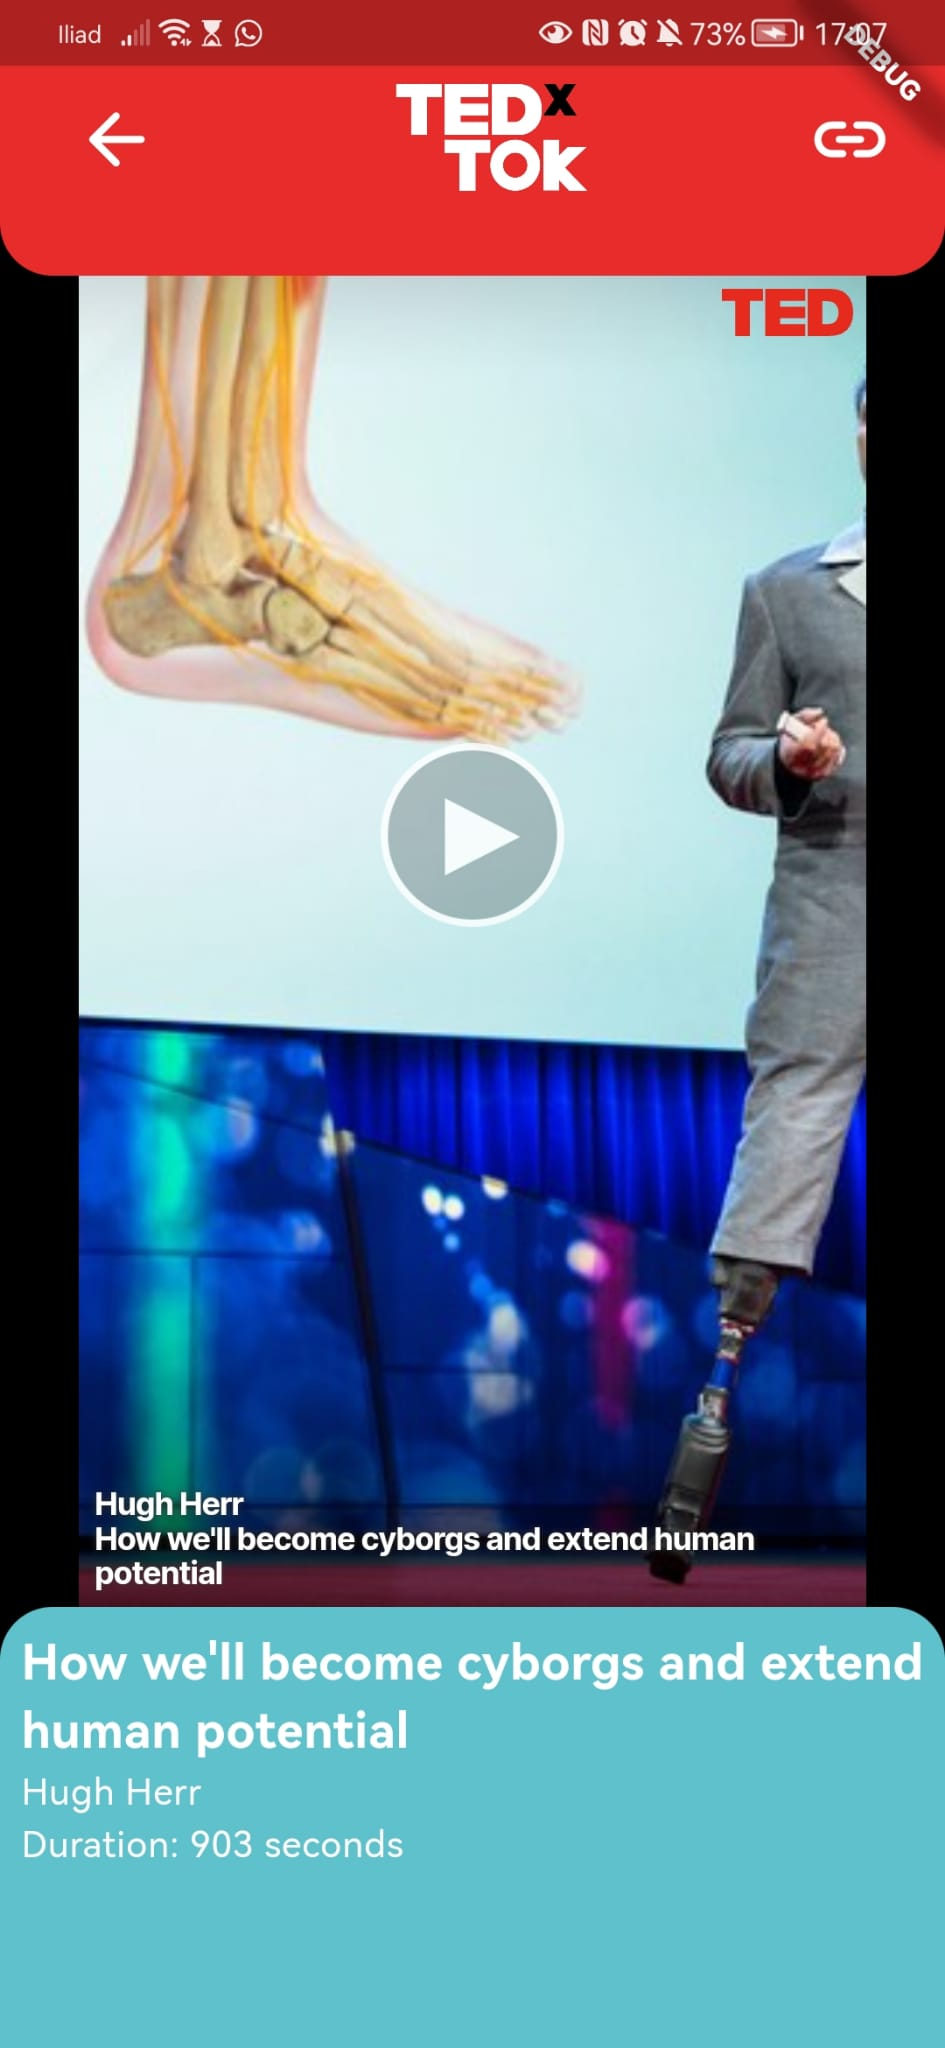 Iliad 73% 17:07
DEBUG
TEDX
TOK
TED
Hugh Herr
How we'll become cyborgs and extend human
potential
How we'll become cyborgs and extend
human potential
Hugh Herr
Duration: 903 seconds